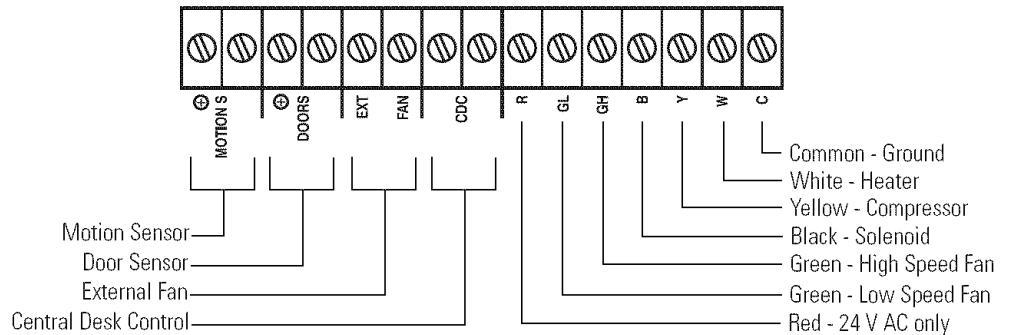 MOTION S
DOORS
EXT
FAN
CDC
R
GL
GH
B
Y
W
C
Common - Ground
White - Heater
Yellow - Compressor
Black - Solenoid
Green - High Speed Fan
Green - Low Speed Fan
Red - 24 V AC only
Motion Sensor
Door Sensor
External Fan
Central Desk Control